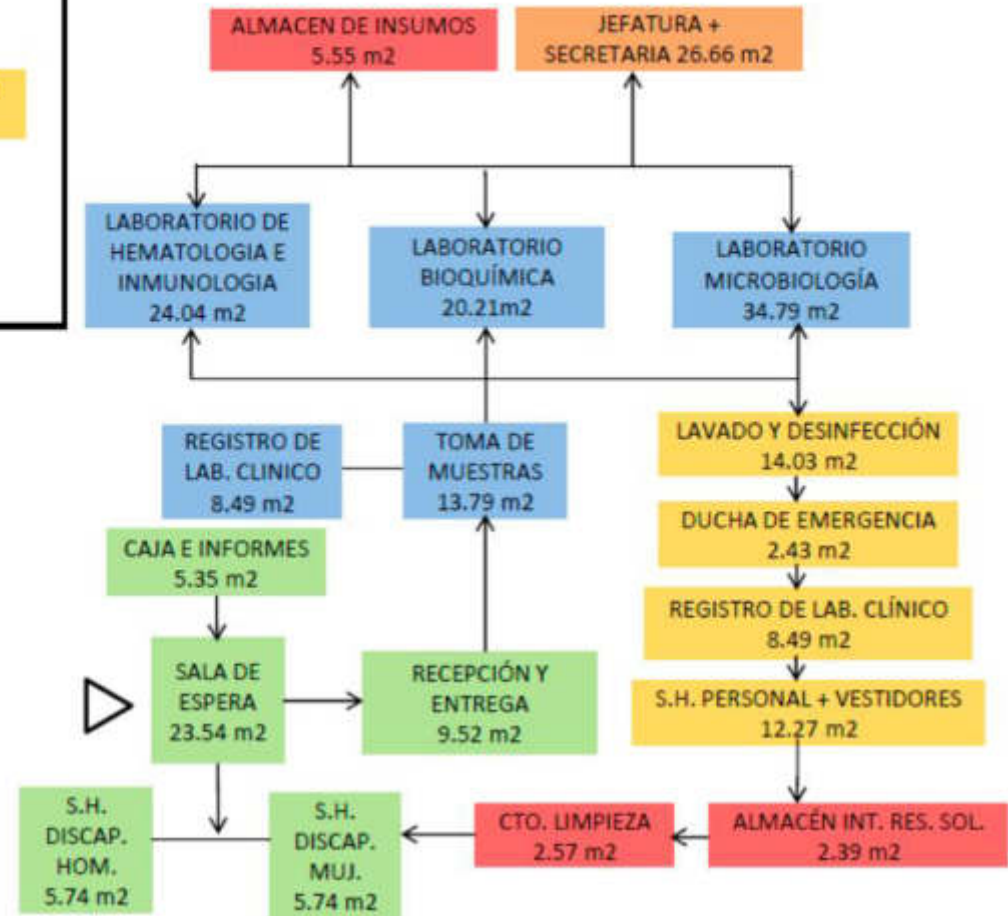 ALMACEN DE INSUMOS
5.55 m2
JEFATURA +
SECRETARIA 26.66 m2
LABORATORIO DE
HEMATOLOGIA E
INMUNOLOGIA
24.04 m2
LABORATORIO
BIOQUÍMICA
20.21m2
LABORATORIO
MICROBIOLOGÍA
34.79 m2
REGISTRO DE
LAB. CLINICO
8.49 m2
TOMA DE
MUESTRAS
13.79 m2
LAVADO Y DESINFECCIÓN
14.03 m2
DUCHA DE EMERGENCIA
2.43 m2
CAJA E INFORMES
5.35 m2
REGISTRO DE LAB. CLÍNICO
8.49 m2
SALA DE
ESPERA
23.54 m2
RECEPCIÓN Y
ENTREGA
9.52 m2
S.H. PERSONAL + VESTIDORES
12.27 m2
S.H.
DISCAP.
HOM.
5.74 m2
S.H.
DISCAP.
MUJ.
5.74 m2
CTO. LIMPIEZA
2.57 m2
ALMACÉN INT. RES. SOL.
2.39 m2